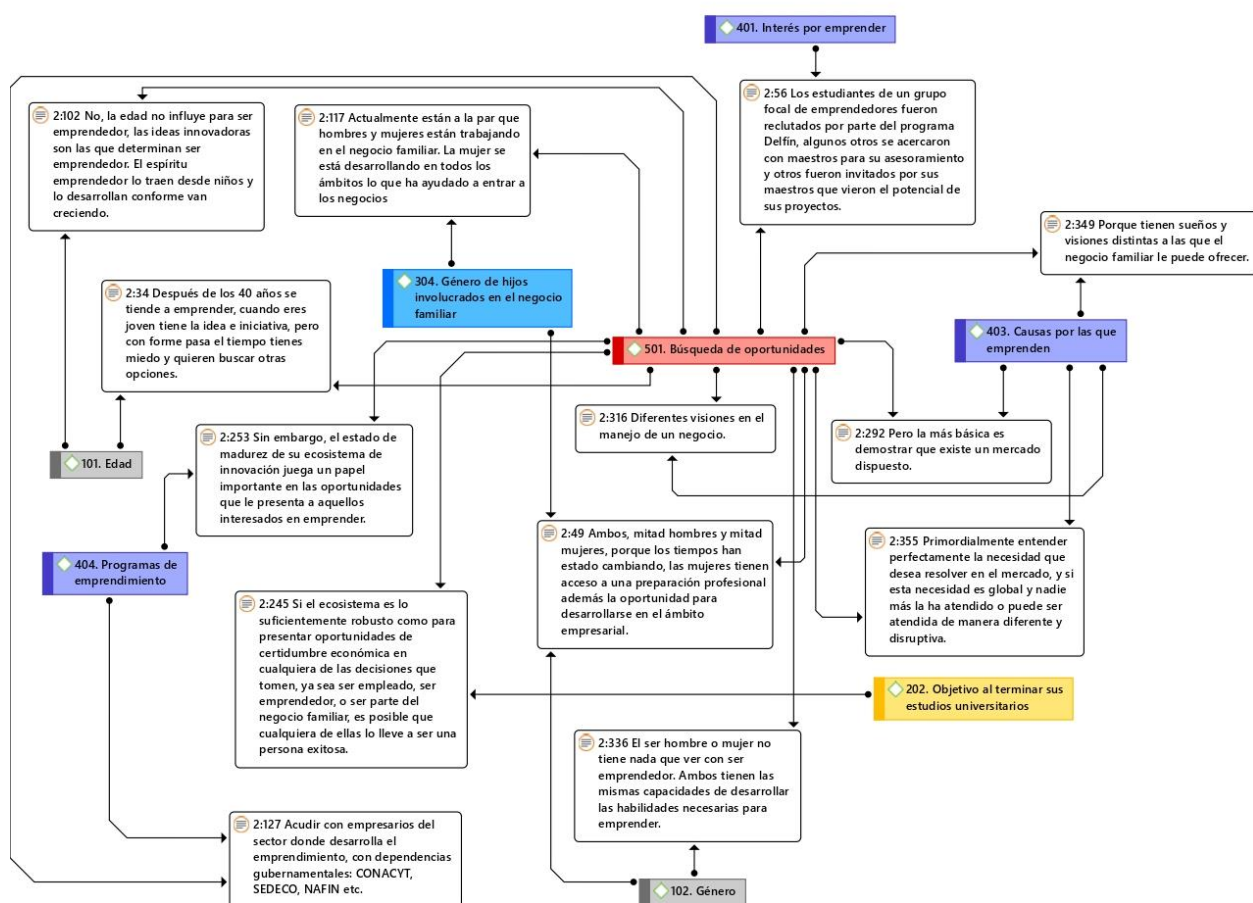 401. Interés por emprender
2:102 No, la edad no influye para ser
emprendedor, las ideas innovadoras
son las que determinan ser
emprendedor. El espíritu
emprendedor lo traen desde niños y
lo desarrollan conforme van
creciendo.
2:117 Actualmente están a la par que
hombres y mujeres están trabajando
en el negocio familiar. La mujer se
está desarrollando en todos los
ámbitos lo que ha ayudado a entrar a
los negocios
2:56 Los estudiantes de un grupo
focal de emprendedores fueron
reclutados por parte del programa
Delfín, algunos otros se acercaron
con maestros para su asesoramiento
y otros fueron invitados por sus
maestros que vieron el potencial de
sus proyectos.
2:349 Porque tienen sueños y
visiones distintas a las que el
negocio familiar le puede ofrecer.
304. Género de hijos
involucrados en el negocio
familiar
2:34 Después de los 40 años se
tiende a emprender, cuando eres
joven tiene la idea e iniciativa, pero
con forme pasa el tiempo tienes
miedo y quieren buscar otras
opciones.
501. Búsqueda de oportunidades
403. Causas por las que
emprenden
2:316 Diferentes visiones en el
manejo de un negocio.
2:292 Pero la más básica es
demostrar que existe un mercado
dispuesto.
101. Edad
2:253 Sin embargo, el estado de
madurez de su ecosistema de
innovación juega un papel
importante en las oportunidades
que le presenta a aquellos
interesados en emprender.
2:49 Ambos, mitad hombres y mitad
mujeres, porque los tiempos han
estado cambiando, las mujeres tienen
acceso a una preparación profesional
además la oportunidad para
desarrollarse en el ámbito
empresarial.
2:355 Primordialmente entender
perfectamente la necesidad que
desea resolver en el mercado, y si
esta necesidad es global y nadie
más la ha atendido o puede ser
atendida de manera diferente y
disruptiva.
404. Programas de
emprendimiento
2:245 Si el ecosistema es lo
suficientemente robusto como para
presentar oportunidades de
certidumbre económica en
cualquiera de las decisiones que
tomen, ya sea ser empleado, ser
emprendedor, o ser parte del
negocio familiar, es posible que
cualquiera de ellas lo lleve a ser una
persona exitosa.
202. Objetivo al terminar sus
estudios universitarios
2:336 El ser hombre o mujer no
tiene nada que ver con ser
emprendedor. Ambos tienen las
mismas capacidades de desarrollar
las habilidades necesarias para
emprender.
2:127 Acudir con empresarios del
sector donde desarrolla el
emprendimiento, con dependencias
gubernamentales: CONACYT,
SEDECO, NAFIN etc.
102. Género